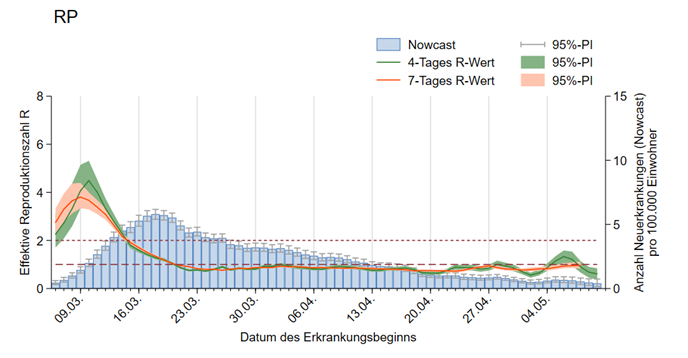 RP
Nowcast 95%-PI
4-Tages R-Wert 95%-PI
7-Tages R-Wert 95%-PI
Effektive Reproduktionszahl R
8
6
4
2
0
15
10
5
0
Anzahl Neuerkrankungen (Nowcast)
pro 100.000 Einwohner
09.03. 16.03. 23.03. 30.03. 06.04. 13.04. 20.04. 27.04. 04.05.
Datum des Erkrankungsbeginns